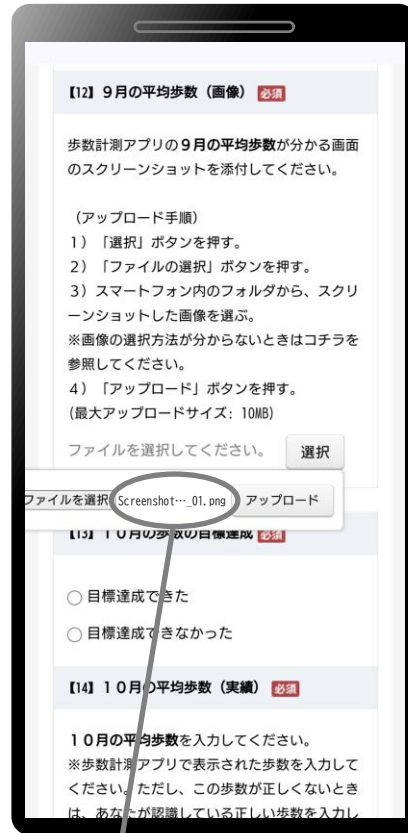 【12】９月の平均歩数（画像） 必須
歩数計測アプリの９月の平均歩数が分かる画面
のスクリーンショットを添付してください。
（アップロード手順）
１）「選択」ボタンを押す。
２）「ファイルの選択」ボタンを押す。
３）スマートフォン内のフォルダから、スクリ
ーンショットした画像を選ぶ。
※画像の選択方法が分からないときはコチラを
参照してください。
４）「アップロード」ボタンを押す。
(最大アップロードサイズ: 10MB)
ファイルを選択してください。 選択
ファイルを選択 Screenshot…_01.png アップロード
【13】１０月の歩数の目標達成 必須
目標達成できた
目標達成できなかった
【14】１０月の平均歩数（実績） 必須
１０月の平均歩数を入力してください。
※歩数計測アプリで表示された歩数を入力して
ください。ただし、この歩数が正しくないとき
は、あなたが認識している正しい歩数を入力し